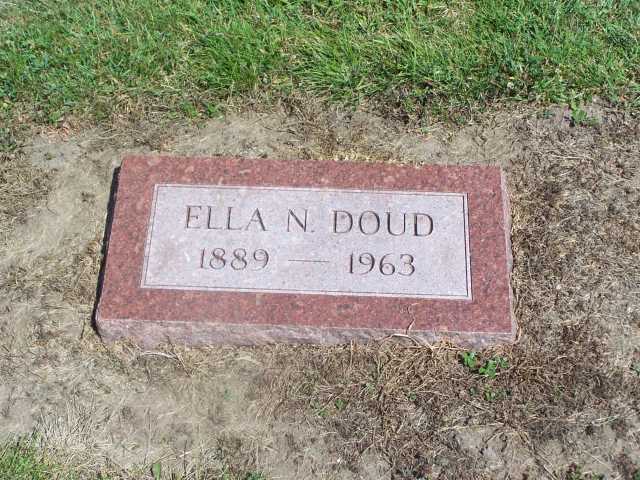 ELLA N. DOUD
1889 — 1963